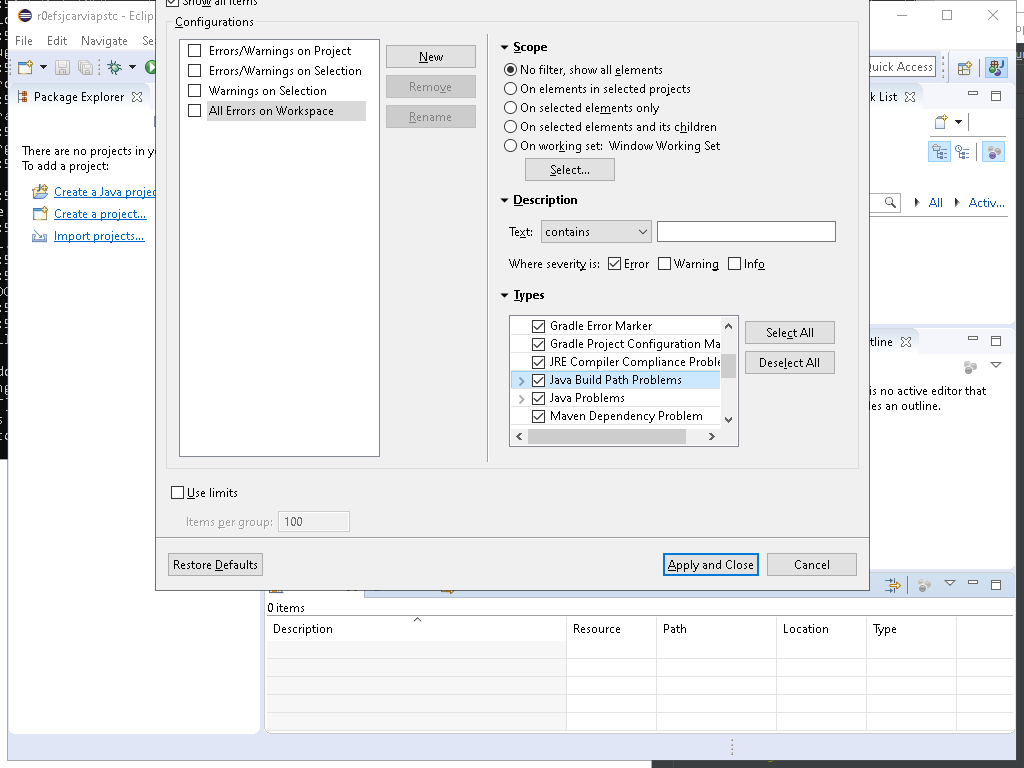 r0efsjcarviapstc - Eclip
File Edit Navigate Se
Quick Access
Package Explorer
There are no projects in y
To add a project:
Create a Java projec
Create a project...
Import projects...
Show all items
Configurations
Errors/Warnings on Project
Errors/Warnings on Selection
Warnings on Selection
All Errors on Workspace
New
Remove
Rename
Scope
No filter, show all elements
On elements in selected projects
On selected elements only
On selected elements and its children
On working set: Window Working Set
Select...
Description
Text: contains
Where severity is: Error Warning Info
Types
Gradle Error Marker
Gradle Project Configuration Ma
JRE Compiler Compliance Proble
Java Build Path Problems
Java Problems
Maven Dependency Problem
Select All
Deselect All
Use limits
Items per group: 100
Restore Defaults
Apply and Close
Cancel
k List
All Activ...
tline
is no active editor that
les an outline.
0 items
Description Resource Path Location Type